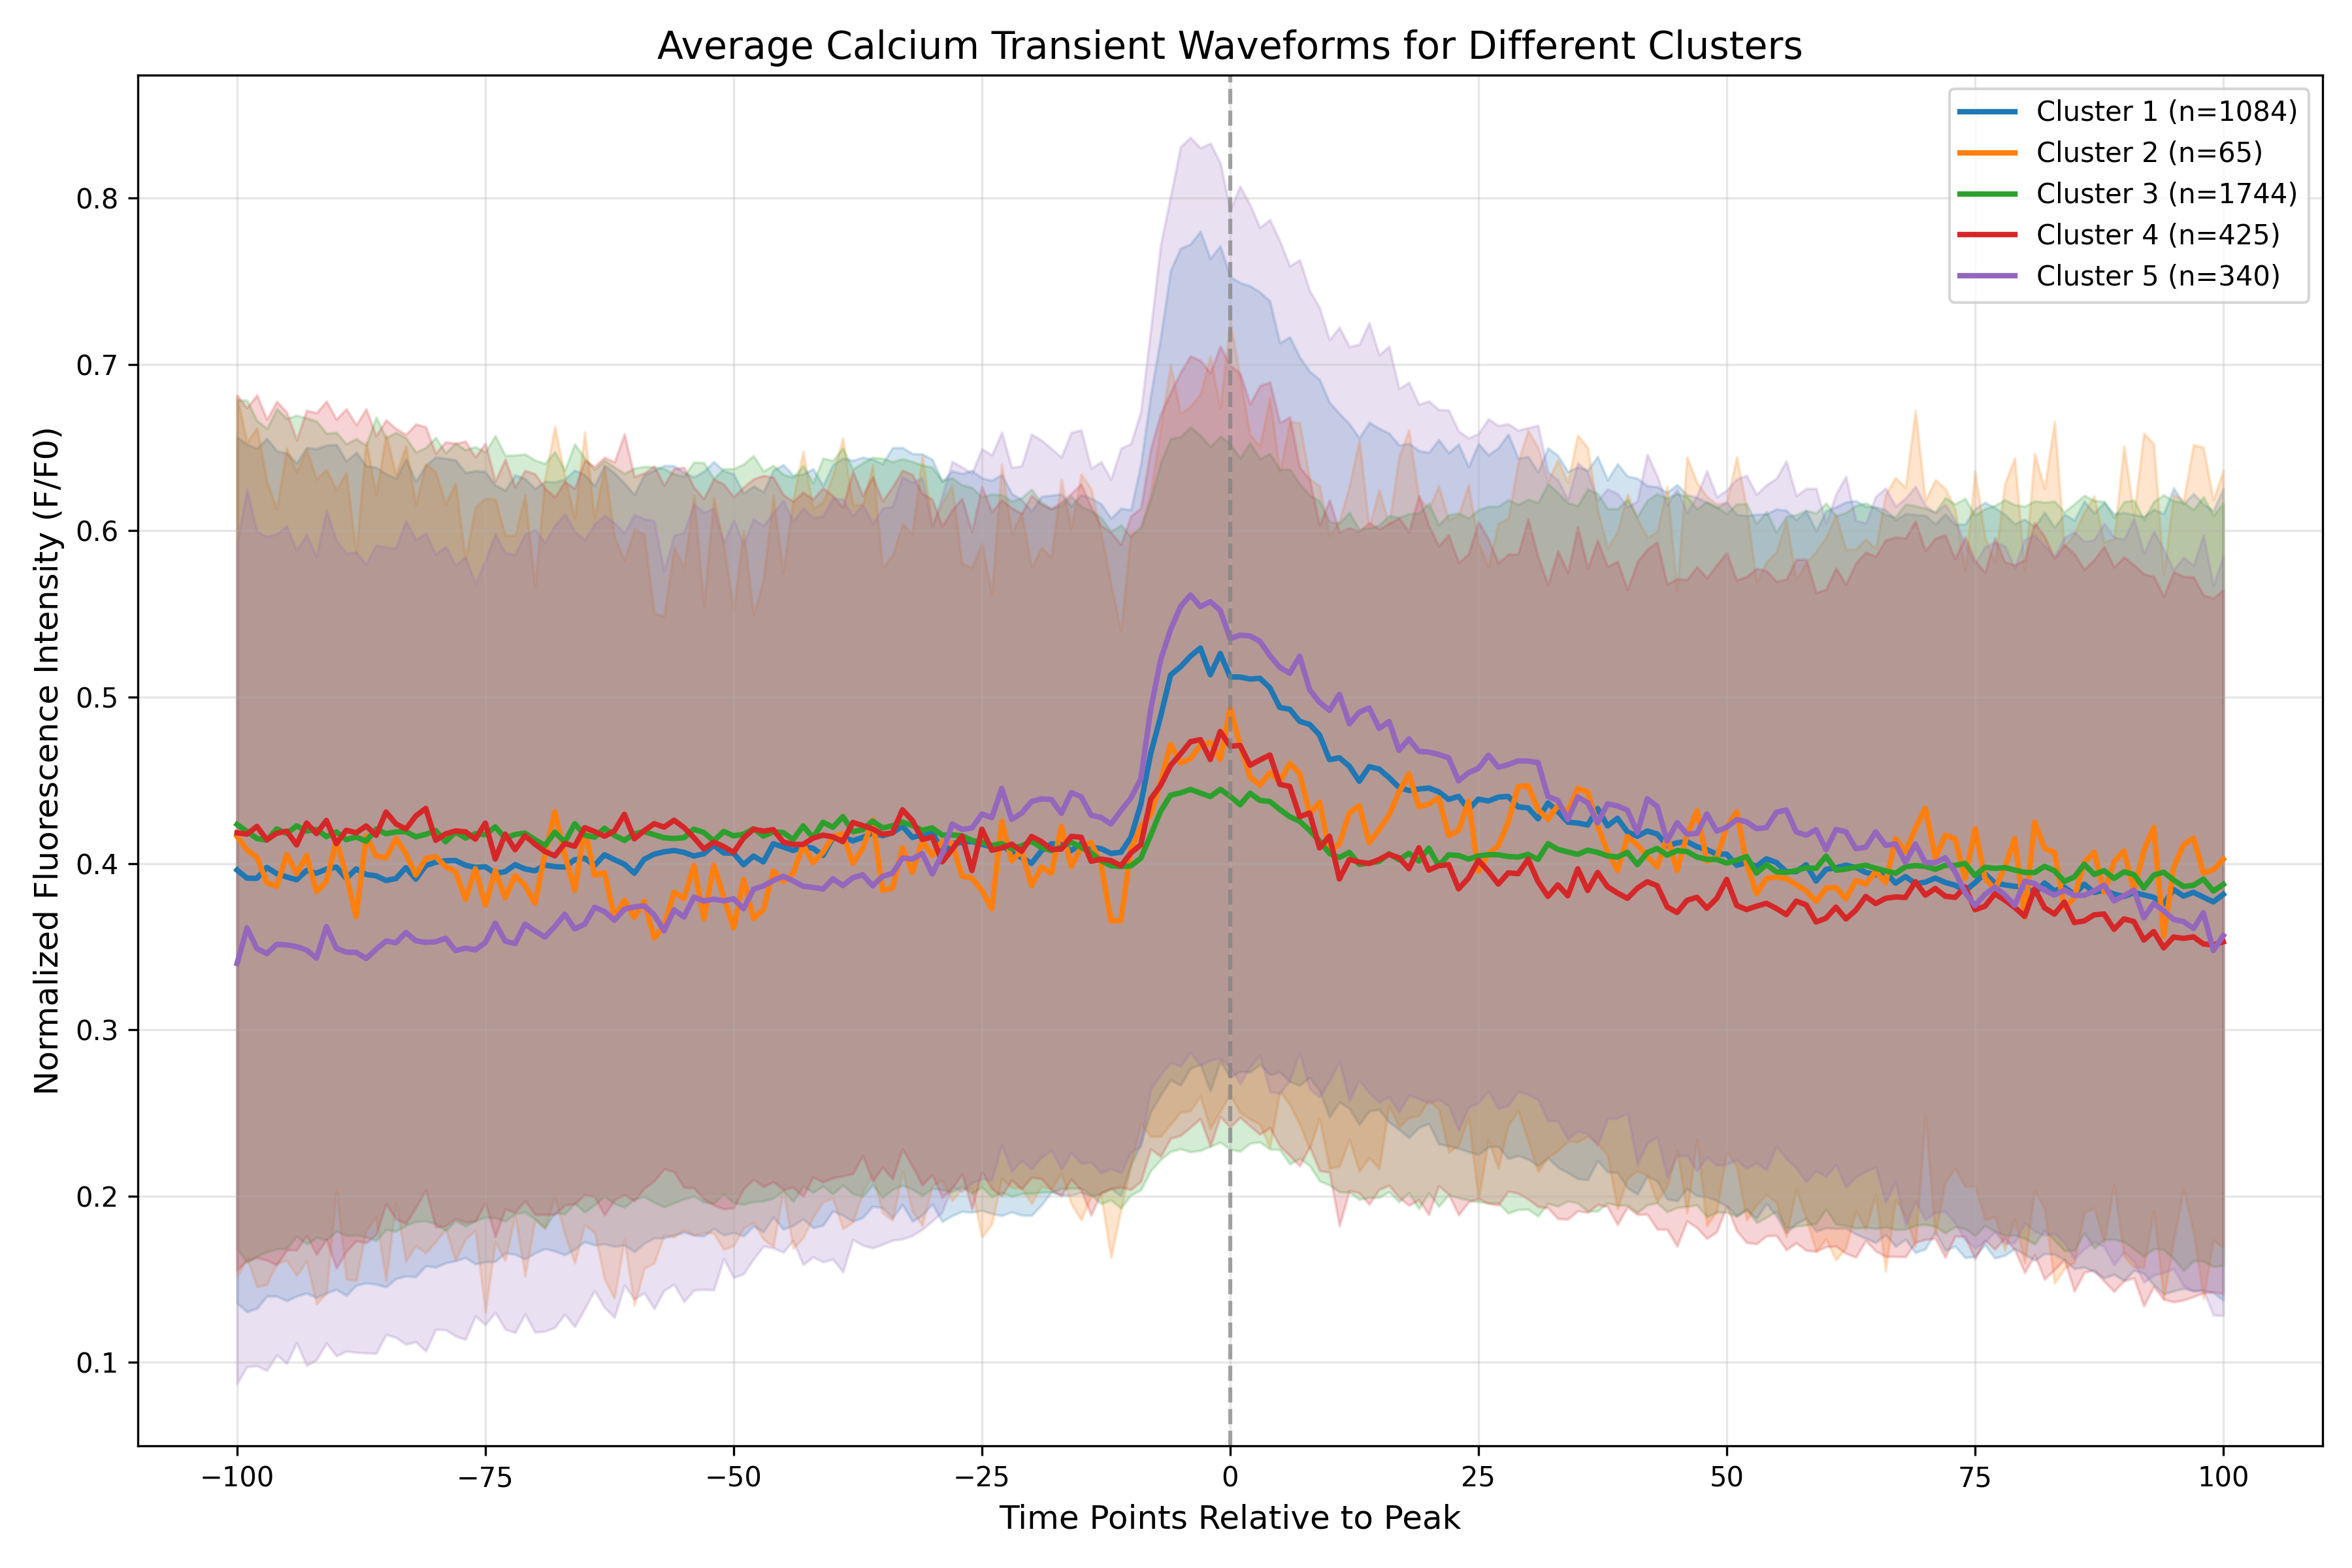 Average Calcium Transient Waveforms for Different Clusters
Cluster 1 (n=1084)
Cluster 2 (n=65)
Cluster 3 (n=1744)
Cluster 4 (n=425)
Cluster 5 (n=340)
Normalized Fluorescence Intensity (F/F0)
0.8
0.7
0.6
0.5
0.4
0.3
0.2
0.1
−100 −75 −50 −25 0 25 50 75 100
Time Points Relative to Peak